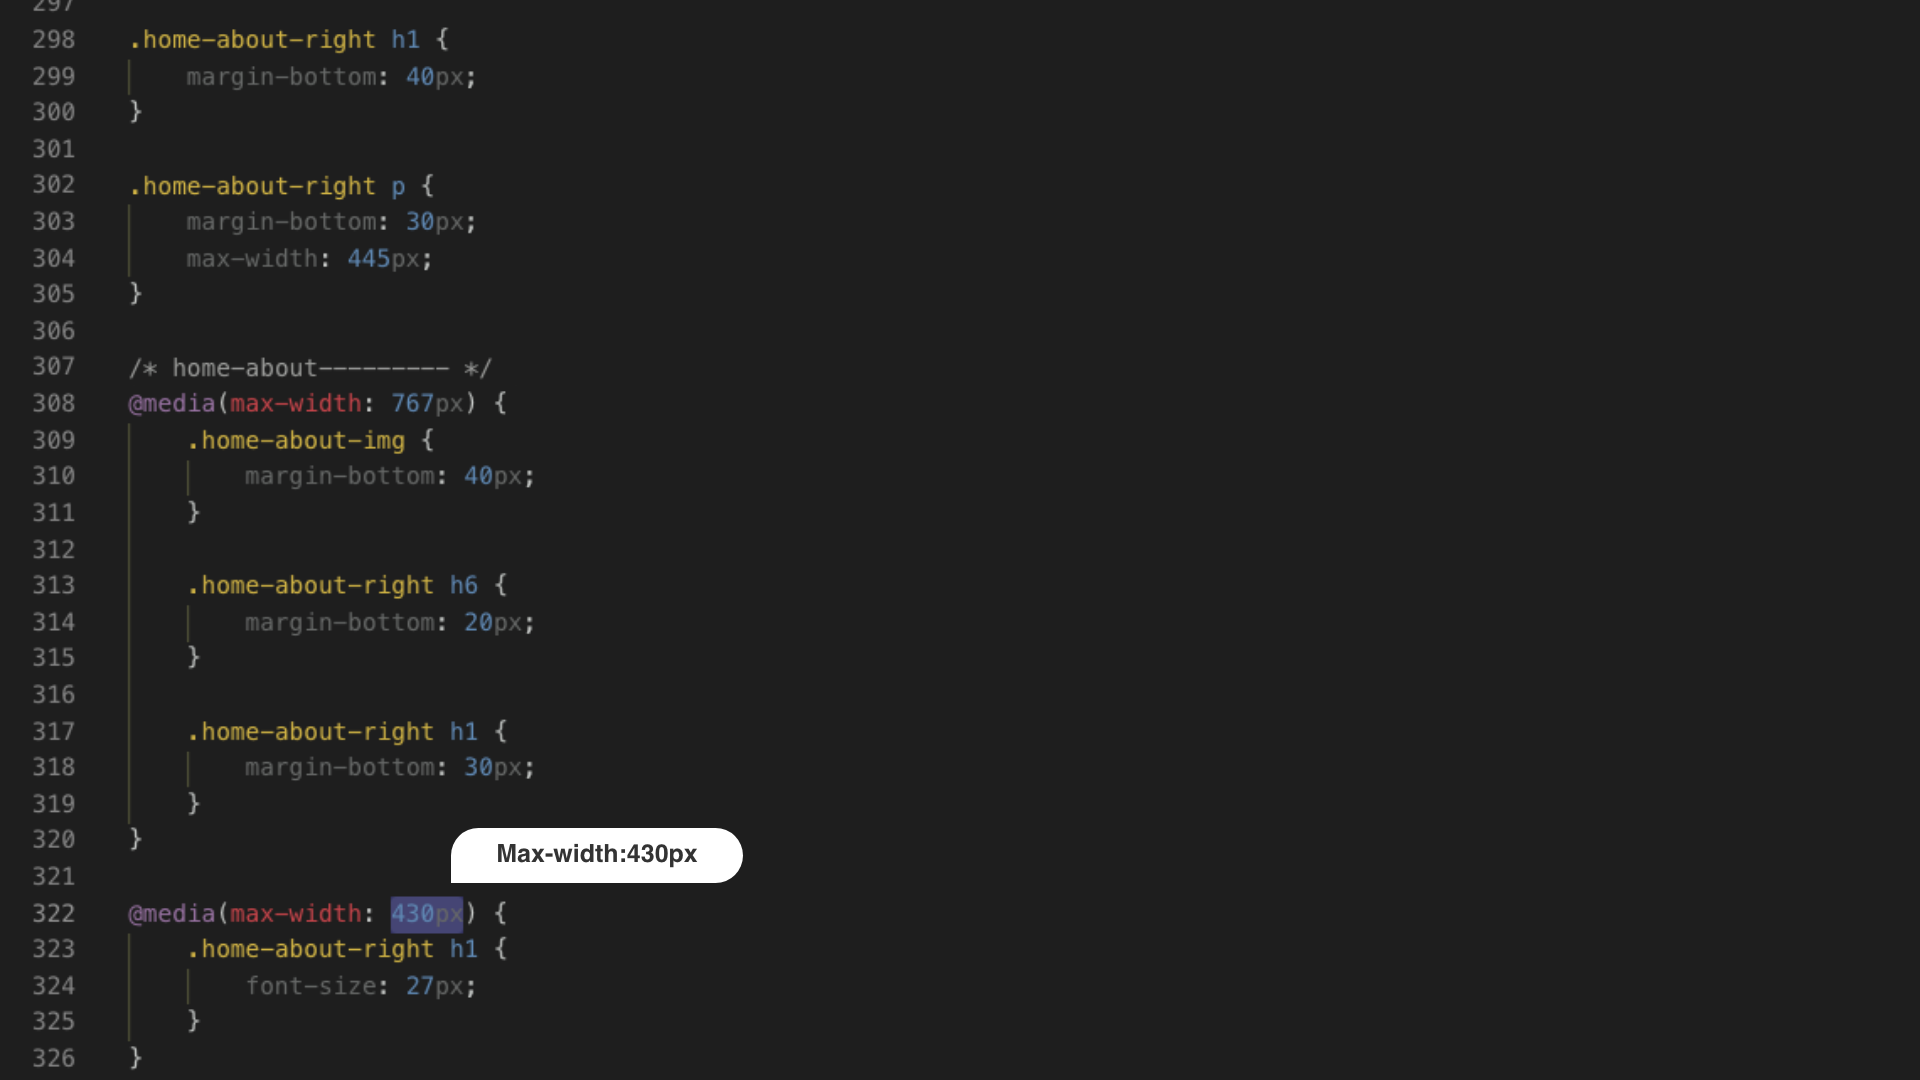 297
298 .home-about-right h1 {
299 margin-bottom: 40px;
300 }
301
302 .home-about-right p {
303 margin-bottom: 30px;
304 max-width: 445px;
305 }
306
307 /* home-about--------- */
308 @media(max-width: 767px) {
309 .home-about-img {
310 margin-bottom: 40px;
311 }
312
313 .home-about-right h6 {
314 margin-bottom: 20px;
315 }
316
317 .home-about-right h1 {
318 margin-bottom: 30px;
319 }
320 }
Max-width:430px
321
322 @media(max-width: 430px) {
323 .home-about-right h1 {
324 font-size: 27px;
325 }
326 }